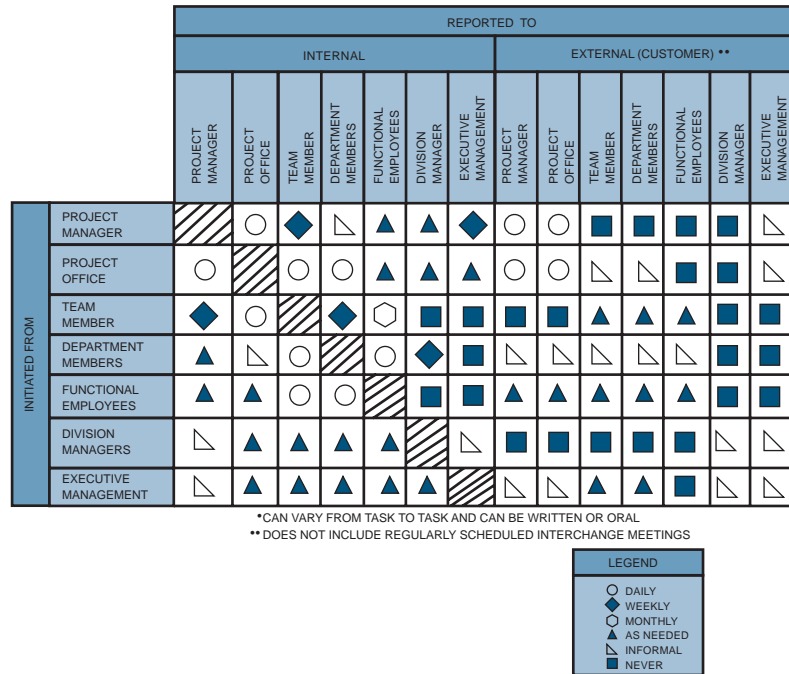 REPORTED TO
INTERNAL
EXTERNAL (CUSTOMER) **
PROJECT
MANAGER
PROJECT
OFFICE
TEAM
MEMBER
DEPARTMENT
MEMBERS
FUNCTIONAL
EMPLOYEES
DIVISION
MANAGER
EXECUTIVE
MANAGEMENT
PROJECT
MANAGER
PROJECT
OFFICE
TEAM
MEMBER
DEPARTMENT
MEMBERS
FUNCTIONAL
EMPLOYEES
DIVISION
MANAGER
EXECUTIVE
MANAGEMENT
INITIATED FROM
PROJECT
MANAGER
PROJECT
OFFICE
TEAM
MEMBER
DEPARTMENT
MEMBERS
FUNCTIONAL
EMPLOYEES
DIVISION
MANAGERS
EXECUTIVE
MANAGEMENT
*CAN VARY FROM TASK TO TASK AND CAN BE WRITTEN OR ORAL
** DOES NOT INCLUDE REGULARLY SCHEDULED INTERCHANGE MEETINGS
LEGEND
DAILY
WEEKLY
MONTHLY
AS NEEDED
INFORMAL
NEVER